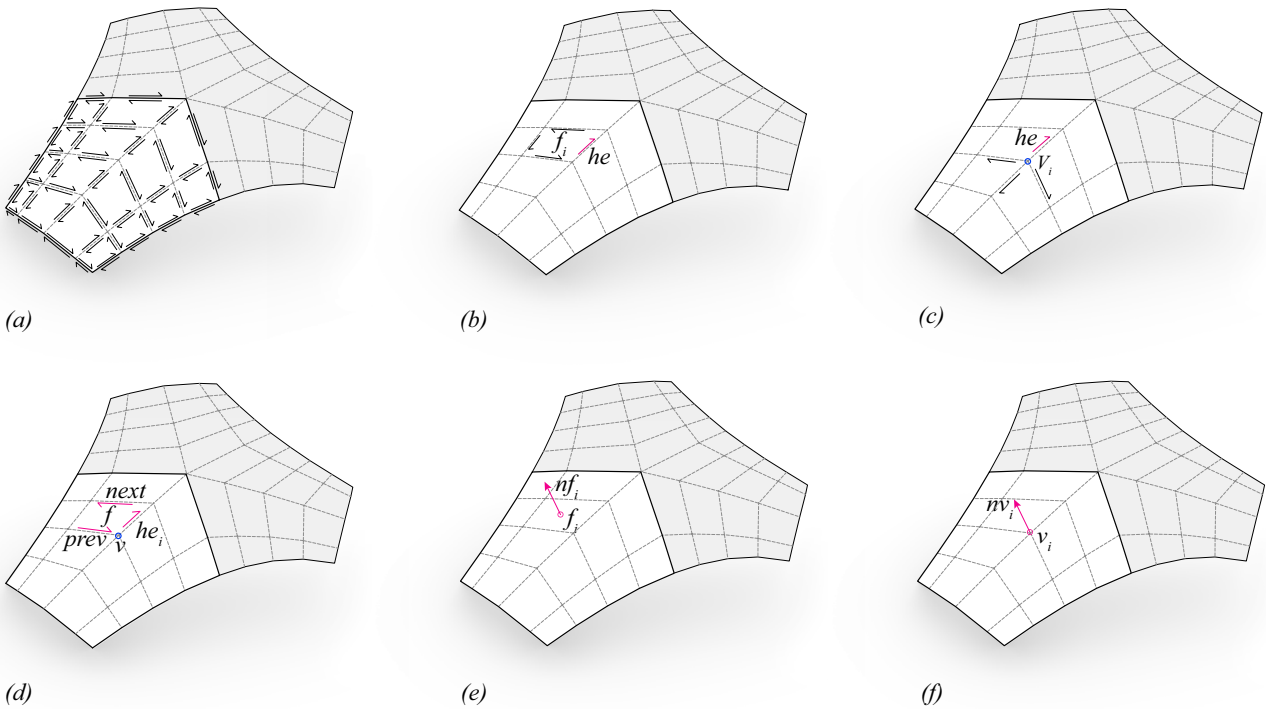 f_i
he
he
V_i
(a)
(b)
(c)
next
f
prev
v
he_i
nf_i
f_i
nv_i
v_i
(d)
(e)
(f)